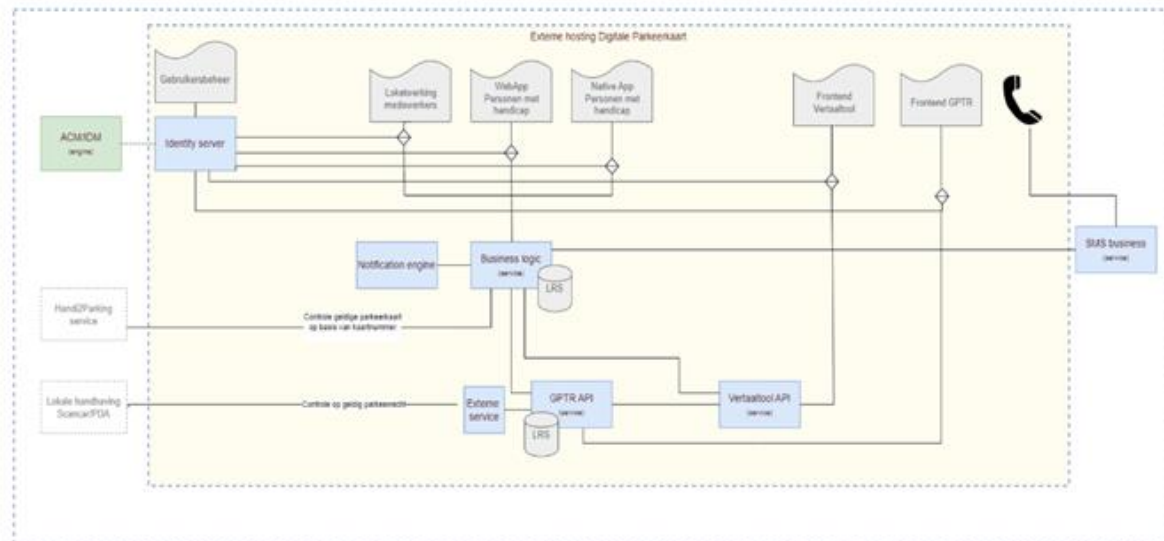 Externe hosting Digitale Parkeerkaart
Gebruikersbeheer
Loketwerking
medewerkers
WebApp
Personen met
handicap
Native App
Personen met
handicap
Frontend
Vertaaltool
Frontend GPTR
ACM/IDM
(engine)
Identity server
Notification engine
Business logic
(service)
LRS
SMS business
(service)
Handi2Parking
service
Controle geldige parkeerkaart
op basis van kaartnummer
Lokale handhaving
Scancar/PDA
Controle op geldig parkeerrecht
Externe
service
GPTR API
(service)
LRS
Vertaaltool API
(service)